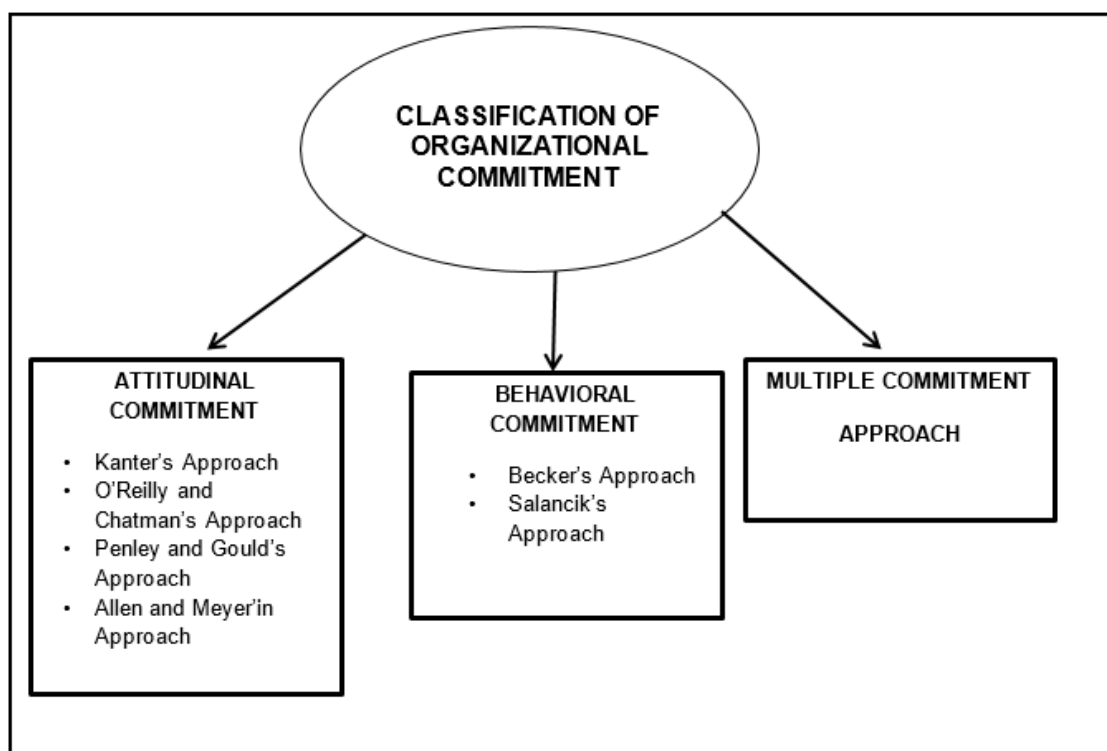 CLASSIFICATION OF
ORGANIZATIONAL
COMMITMENT
ATTITUDINAL
COMMITMENT
• Kanter's Approach
• O'Reilly and
Chatman's Approach
• Penley and Gould's
Approach
• Allen and Meyer'in
Approach
BEHAVIORAL
COMMITMENT
• Becker's Approach
• Salancik's
Approach
MULTIPLE COMMITMENT
APPROACH